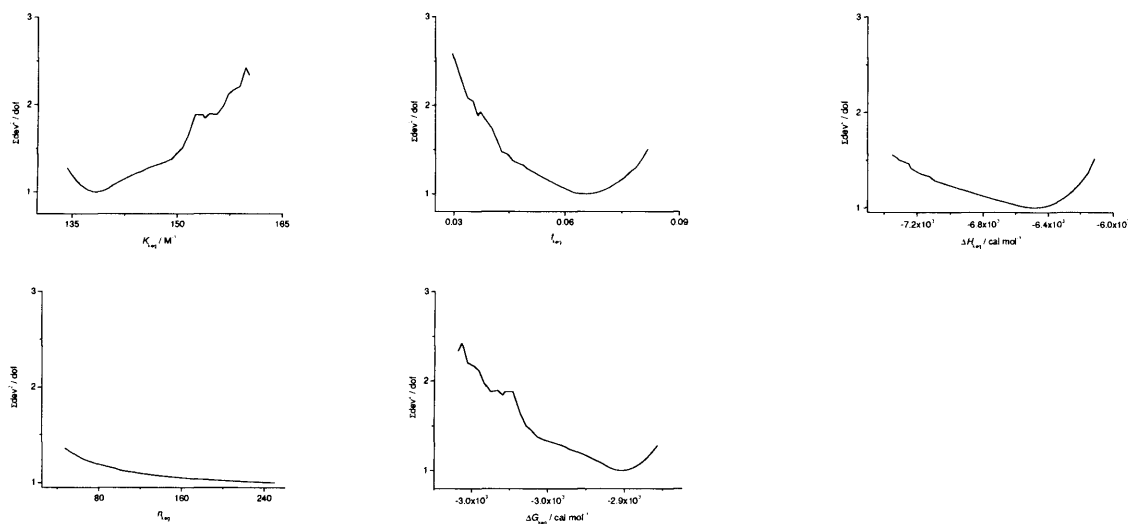 3
3
3
Σdev² / dof
Σdev² / dof
Σdev² / dof
2
2
2
1
1
1
135
150
165
0.03
0.06
0.09
-7.2x10³
-6.8x10³
-6.4x10³
-6.0x10³
K / M⁻¹
ΔH / cal mol⁻¹
3
3
Σdev² / dof
Σdev² / dof
2
2
1
1
80
160
240
-3.0x10³
-3.0x10³
-2.9x10³
ΔG / cal mol⁻¹